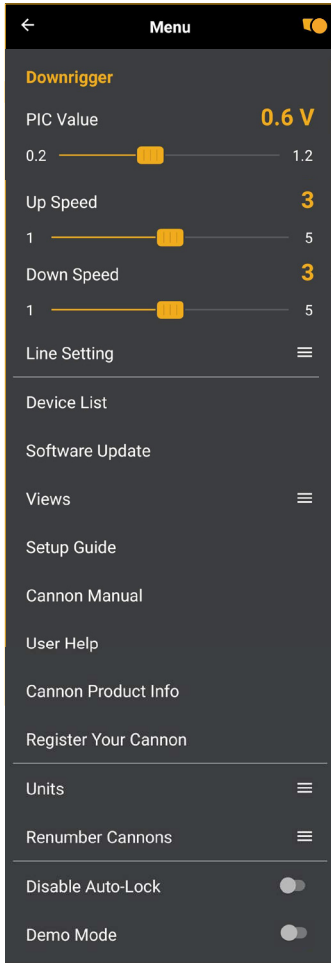 Menu
Downrigger
PIC Value 0.6 V
0.2 1.2
Up Speed 3
1 5
Down Speed 3
1 5
Line Setting
Device List
Software Update
Views
Setup Guide
Cannon Manual
User Help
Cannon Product Info
Register Your Cannon
Units
Renumber Cannons
Disable Auto-Lock
Demo Mode